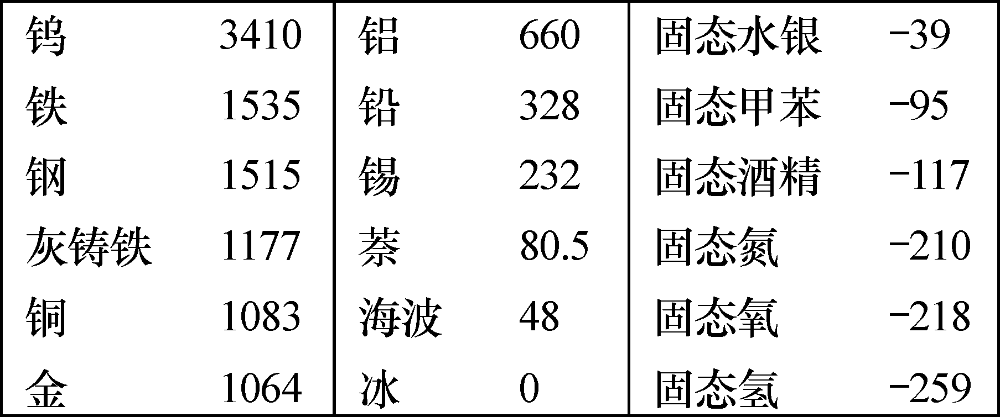 钨 3410 铝 660 固态水银 -39
铁 1535 铅 328 固态甲苯 -95
钢 1515 锡 232 固态酒精 -117
灰铸铁 1177 萘 80.5 固态氮 -210
铜 1083 海波 48 固态氧 -218
金 1064 冰 0 固态氢 -259